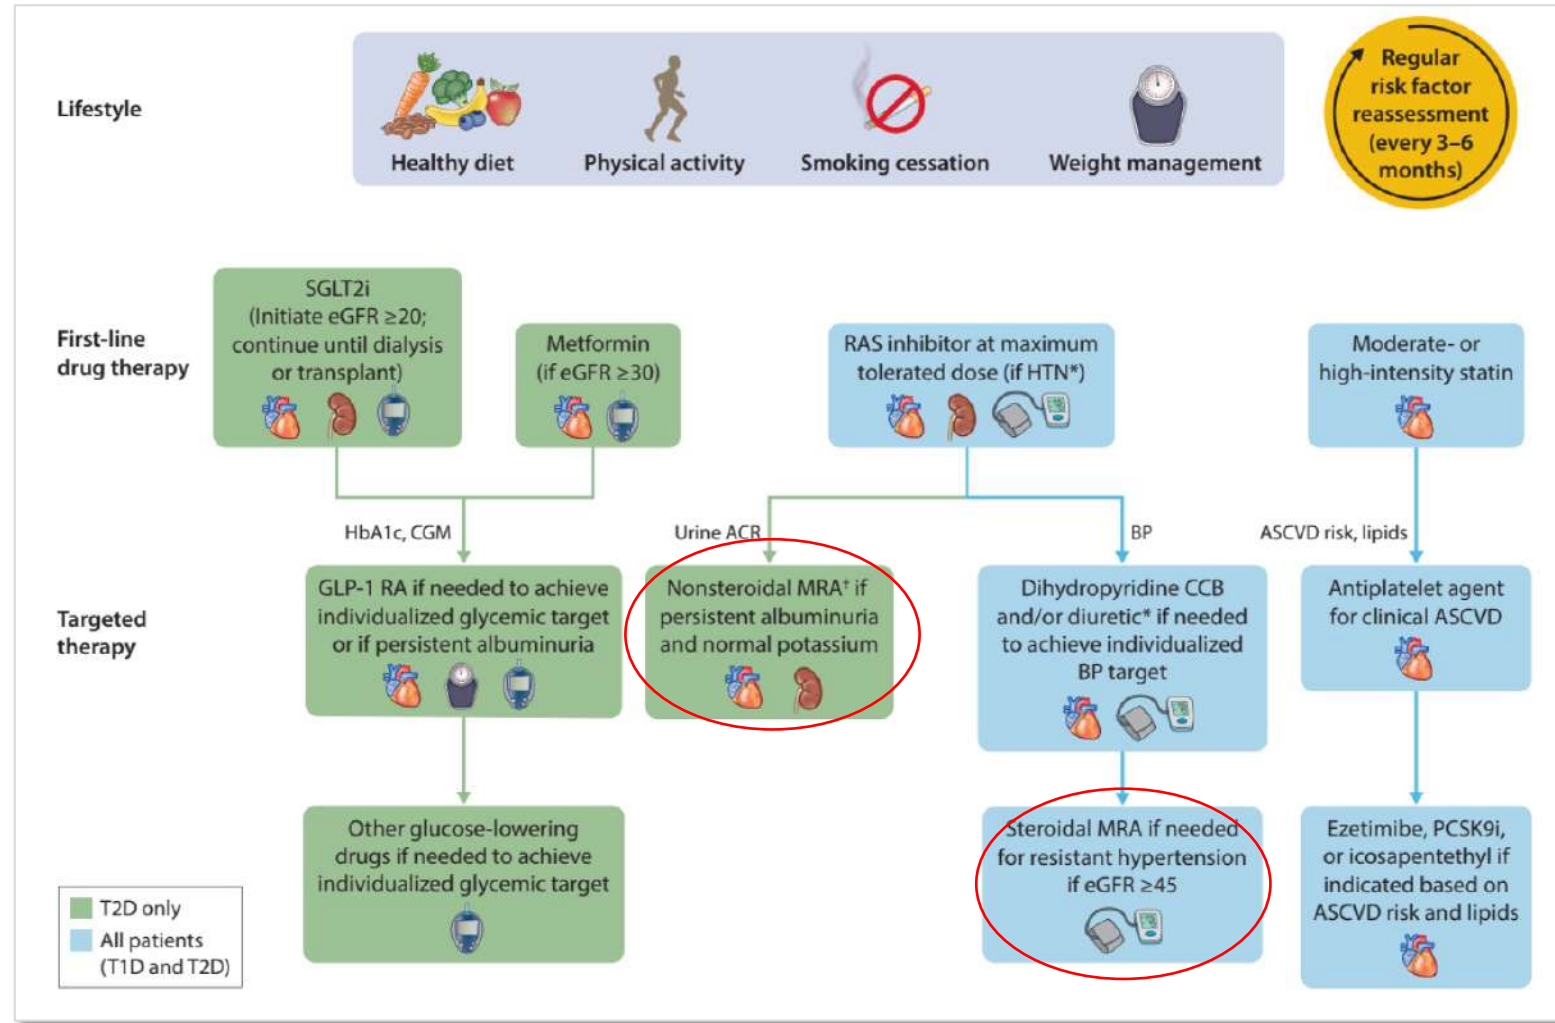 Lifestyle
Healthy diet
Physical activity
Smoking cessation
Weight management
Regular
risk factor
reassessment
(every 3–6
months)
First-line
drug therapy
SGLT2i
(Initiate eGFR ≥20;
continue until dialysis
or transplant)
Metformin
(if eGFR ≥30)
RAS inhibitor at maximum
tolerated dose (if HTN*)
Moderate- or
high-intensity statin
HbA1c, CGM
Urine ACR
BP
ASCVD risk, lipids
Targeted
therapy
GLP-1 RA if needed to achieve
individualized glycemic target
or if persistent albuminuria
Nonsteroidal MRA† if
persistent albuminuria
and normal potassium
Dihydropyridine CCB
and/or diuretic* if needed
to achieve individualized
BP target
Antiplatelet agent
for clinical ASCVD
Other glucose-lowering
drugs if needed to achieve
individualized glycemic target
Steroidal MRA if needed
for resistant hypertension
if eGFR ≥45
Ezetimibe, PCSK9i,
or icosapentethyl if
indicated based on
ASCVD risk and lipids
T2D only
All patients
(T1D and T2D)